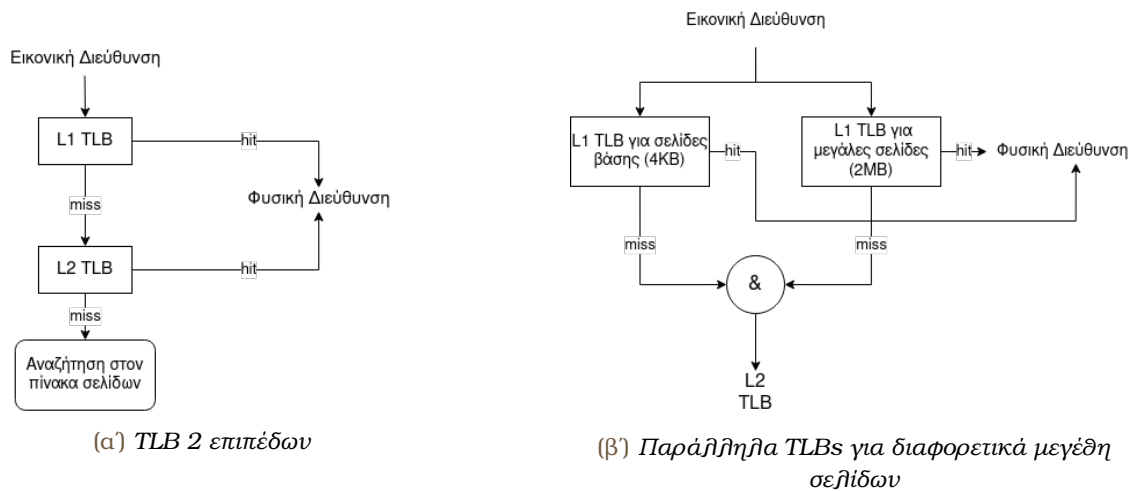 Εικονική Διεύθυνση
L1 TLB
hit
miss
Φυσική Διεύθυνση
L2 TLB
hit
miss
Αναζήτηση στον
πίνακα σελίδων
(αʹ) TLB 2 επιπέδων
Εικονική Διεύθυνση
L1 TLB για σελίδες
βάσης (4KB)
hit
L1 TLB για
μεγάλες σελίδες
(2MB)
hit
Φυσική Διεύθυνση
miss
miss
&
L2
TLB
(βʹ) Παράλληλα TLBs για διαφορετικά μεγέθη
σελίδων